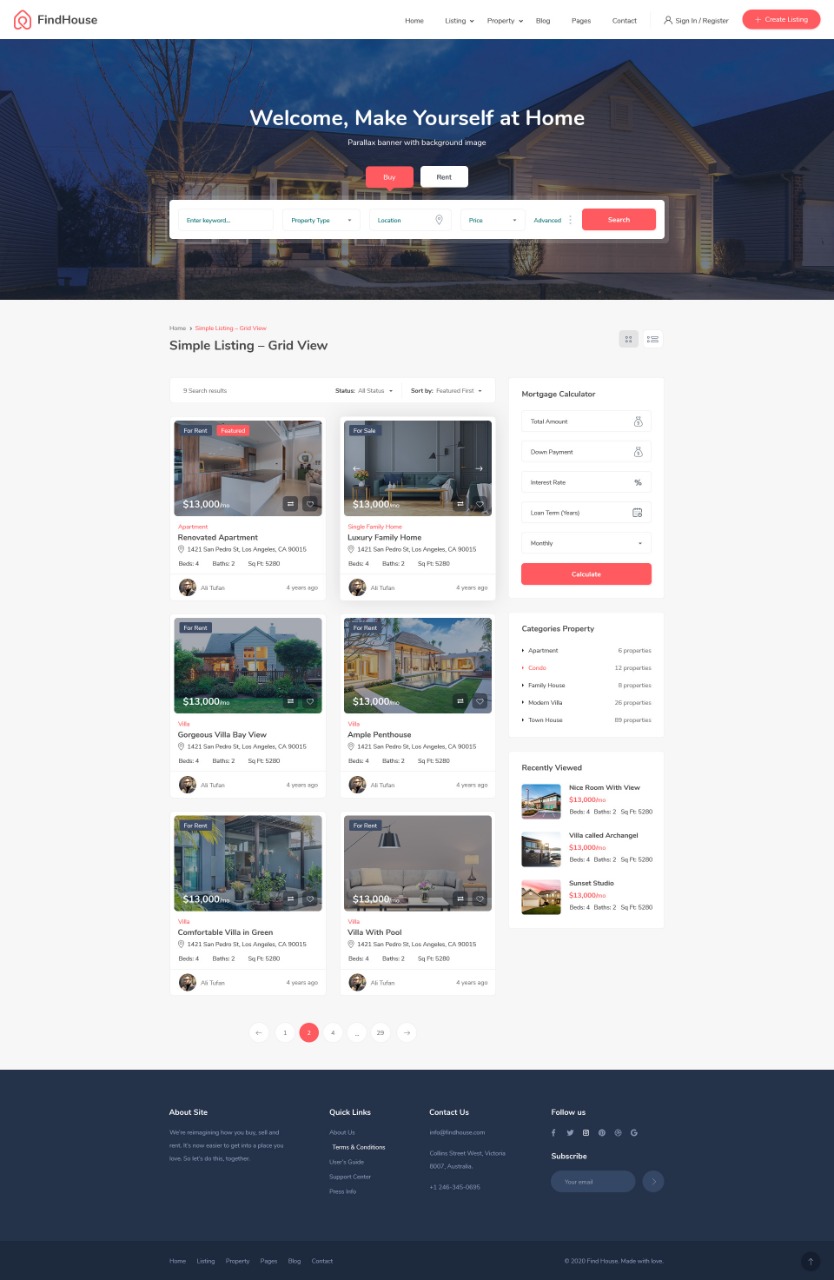 FindHouse
Home Listing Property Blog Pages Contact Sign In / Register + Create Listing
Welcome, Make Yourself at Home
Parallax banner with background image
Buy Rent
Enter keyword... Property Type Location Price Advanced Search
Home > Simple Listing – Grid View
Simple Listing – Grid View
9 Search results Status: All Status Sort by: Featured First
For Rent Featured
$13,000/mo
Apartment
Renovated Apartment
1421 San Pedro St, Los Angeles, CA 90015
Beds: 4 Baths: 2 Sq Ft: 5280
Ali Tufan 4 years ago
For Sale
$13,000/mo
Single Family Home
Luxury Family Home
1421 San Pedro St, Los Angeles, CA 90015
Beds: 4 Baths: 2 Sq Ft: 5280
Ali Tufan 4 years ago
For Rent
$13,000/mo
Villa
Gorgeous Villa Bay View
1421 San Pedro St, Los Angeles, CA 90015
Beds: 4 Baths: 2 Sq Ft: 5280
Ali Tufan 4 years ago
For Rent
$13,000/mo
Villa
Ample Penthouse
1421 San Pedro St, Los Angeles, CA 90015
Beds: 4 Baths: 2 Sq Ft: 5280
Ali Tufan 4 years ago
For Rent
$13,000/mo
Villa
Comfortable Villa in Green
1421 San Pedro St, Los Angeles, CA 90015
Beds: 4 Baths: 2 Sq Ft: 5280
Ali Tufan 4 years ago
For Rent
$13,000/mo
Villa
Villa With Pool
1421 San Pedro St, Los Angeles, CA 90015
Beds: 4 Baths: 2 Sq Ft: 5280
Ali Tufan 4 years ago
← 1 4 ... 29 →
Mortgage Calculator
Total Amount
Down Payment
Interest Rate %
Loan Term (Years)
Monthly
Calculate
Categories Property
Apartment 6 properties
Condo 12 properties
Family House properties
Modern Villa 26 properties
Town House 89 properties
Recently Viewed
Nice Room With View
$13,000/mo
Beds: 4 Baths: 2 Sq Ft: 5280
Villa called Archangel
$13,000/mo
Beds: 4 Baths: 2 Sq Ft: 5280
Sunset Studio
$13,000/mo
Beds: 4 Baths: 2 Sq Ft: 5280
About Site
We're reimagining how you buy, sell and
rent. It's now easier to get into a place you
love. So let's do this, together.
Quick Links
About Us
Terms & Conditions
User's Guide
Support Center
Press Info
Contact Us
info@findhouse.com
Collins Street West, Victoria
8007, Australia.
+1 246-345-0695
Follow us
Subscribe
Your email
Home Listing Property Pages Blog Contact
© 2020 Find House. Made with love.